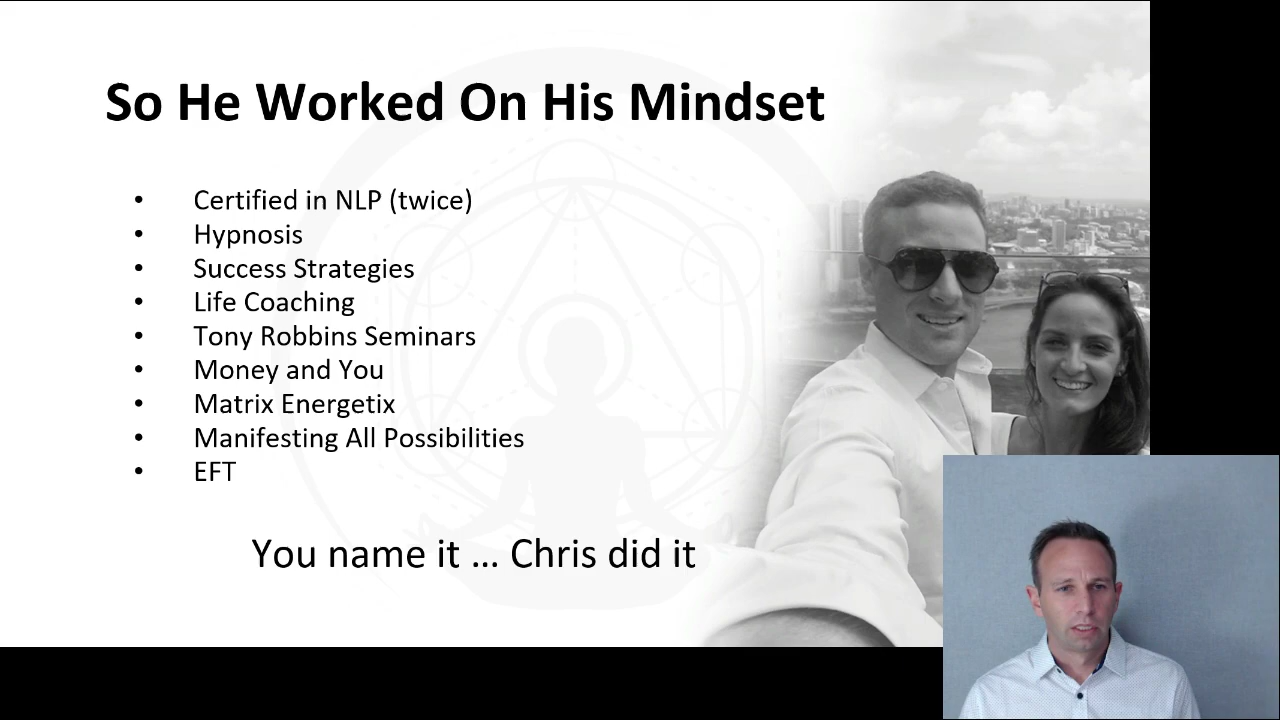 So He Worked On His Mindset
• Certified in NLP (twice)
• Hypnosis
• Success Strategies
• Life Coaching
• Tony Robbins Seminars
• Money and You
• Matrix Energetix
• Manifesting All Possibilities
• EFT
You name it ... Chris did it